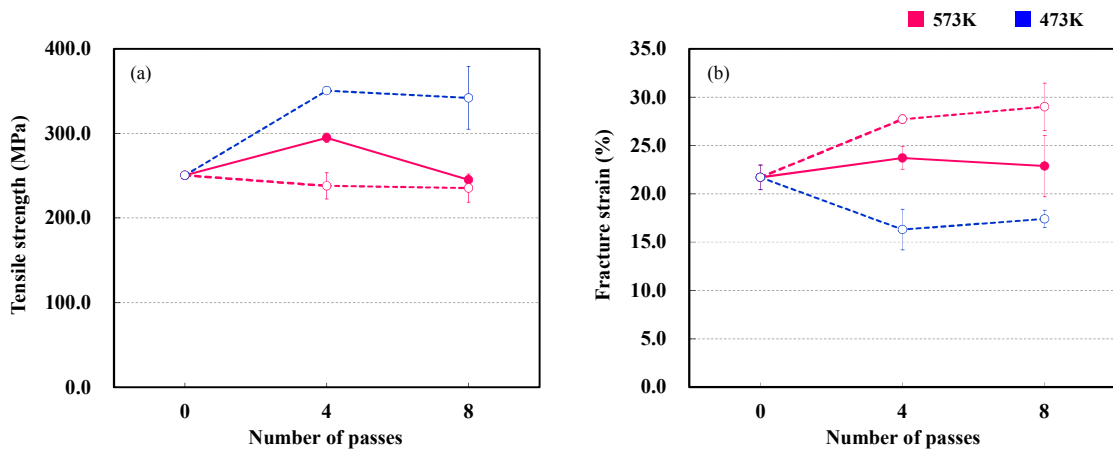 573K 473K
(a)
400.0
300.0
200.0
100.0
0.0
Tensile strength (MPa)
0 4 8
Number of passes
(b)
35.0
30.0
25.0
20.0
15.0
10.0
5.0
0.0
Fracture strain (%)
0 4 8
Number of passes